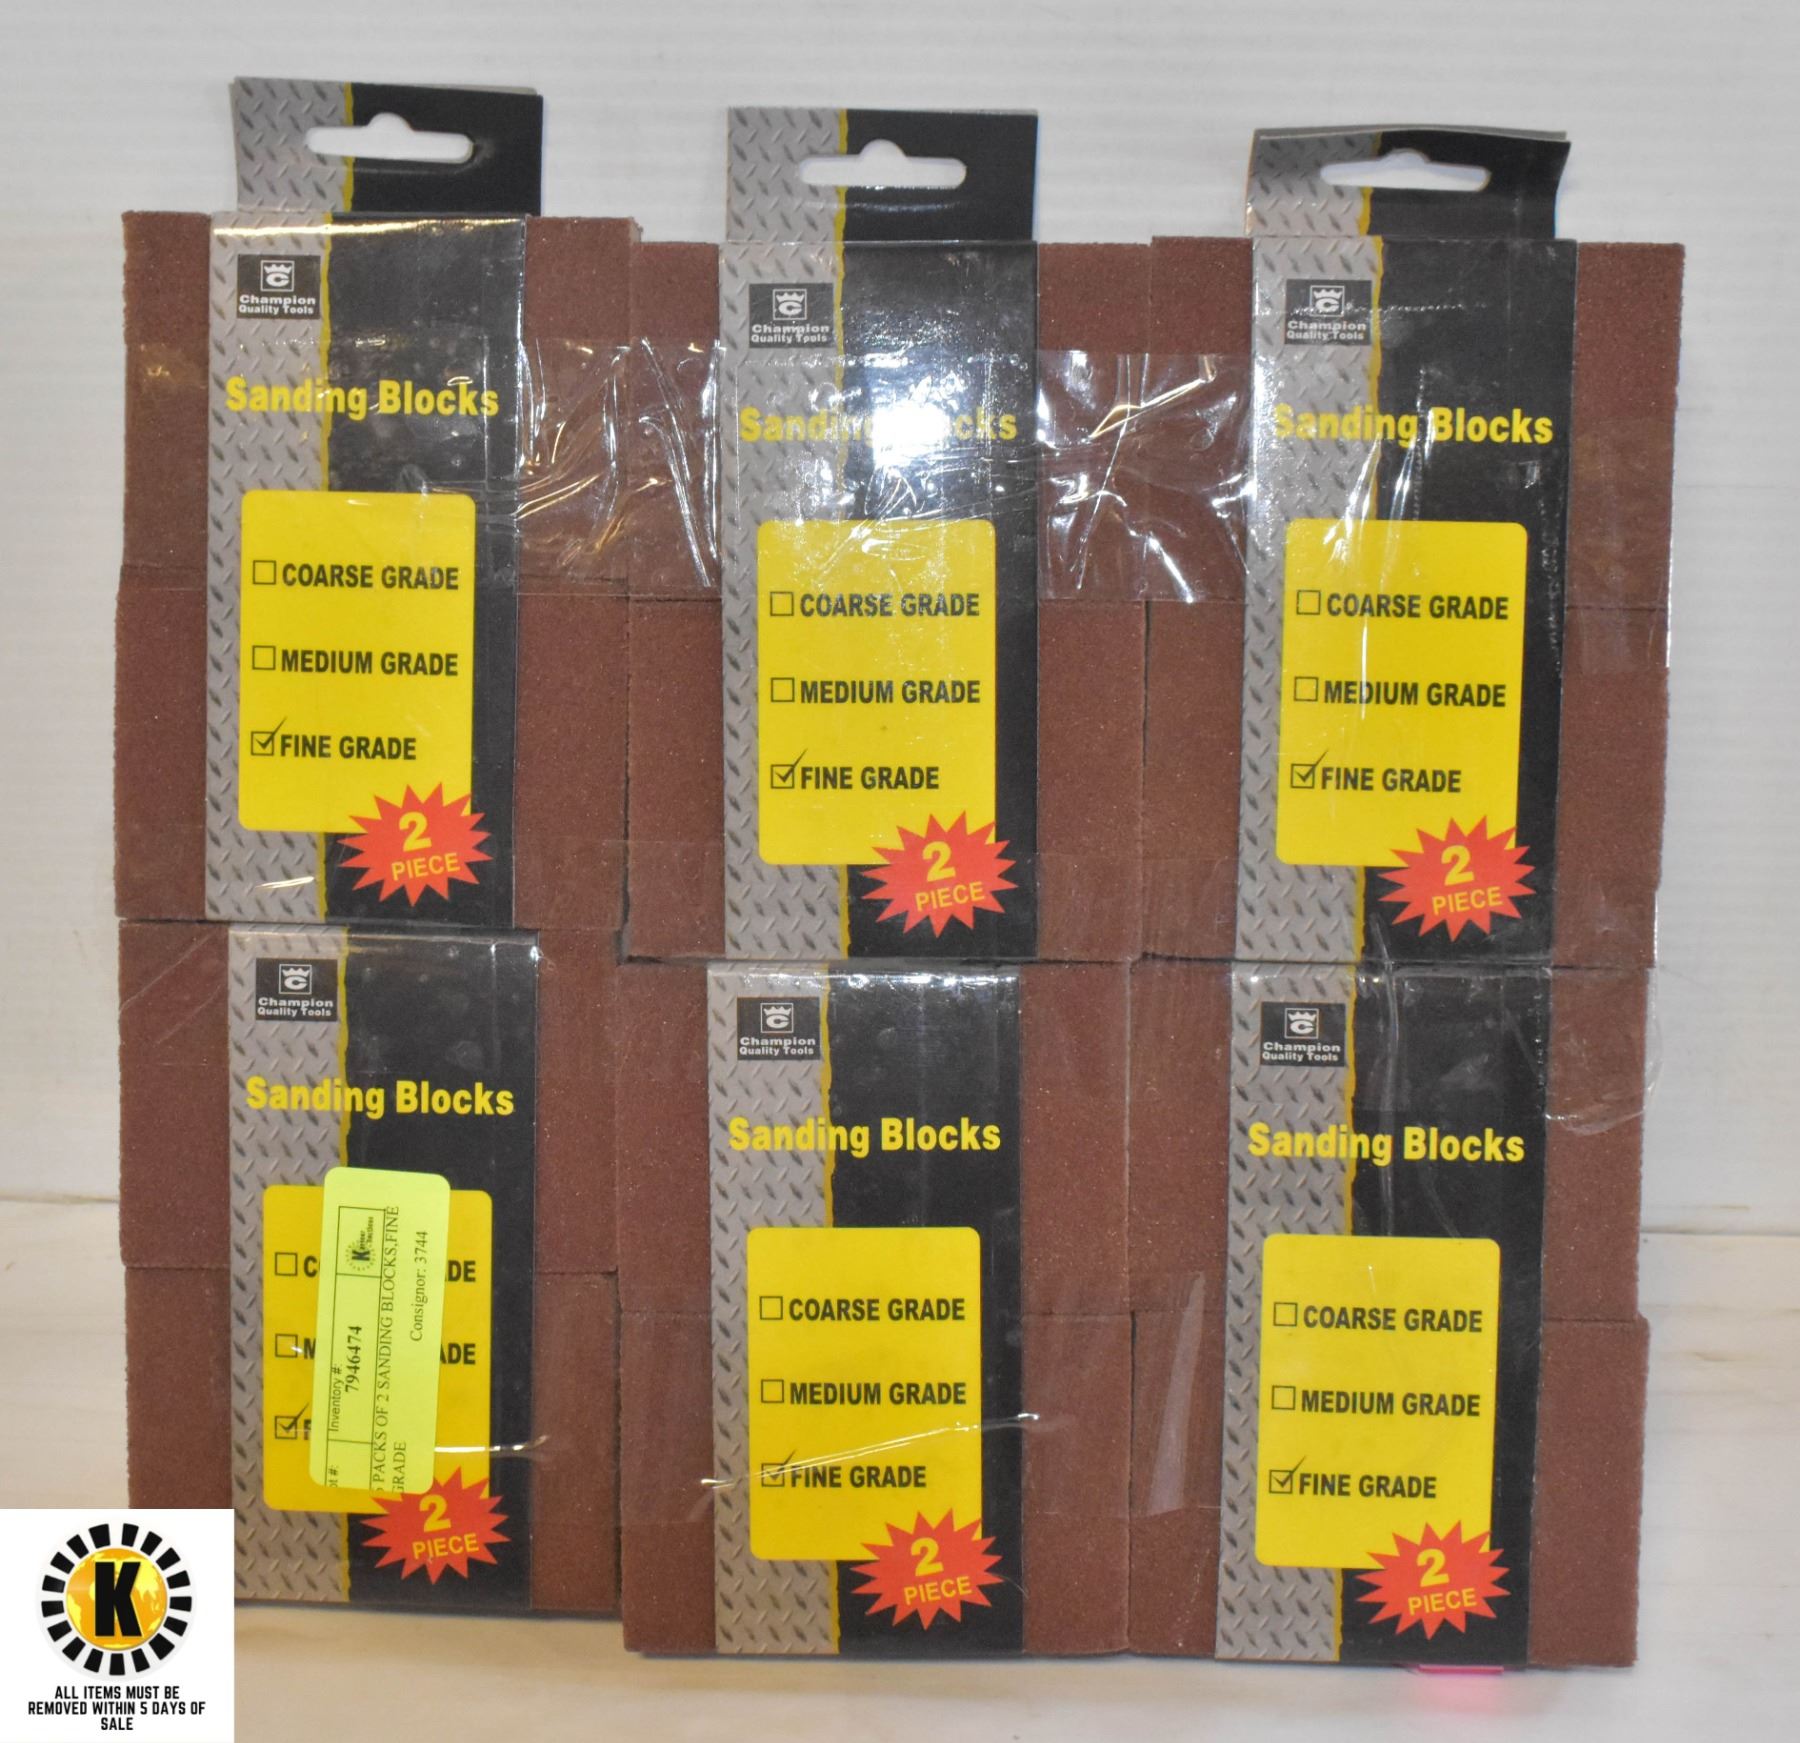 C
Champion
Quality Tools
Sanding Blocks
COARSE GRADE
MEDIUM GRADE
FINE GRADE
2
PIECE
C
Champion
Quality Tools
Sanding Blocks
COARSE GRADE
MEDIUM GRADE
FINE GRADE
2
PIECE
C
Champion
Quality Tools
Sanding Blocks
COARSE GRADE
MEDIUM GRADE
FINE GRADE
2
PIECE
C
Champion
Quality Tools
Sanding Blocks
C DE
M ADE
2
PIECE
Inventory #:
7946474
PACKS OF 2 SANDING BLOCKS,FINE
GRADE
Consignor: 3744
C
Champion
Quality Tools
Sanding Blocks
COARSE GRADE
MEDIUM GRADE
FINE GRADE
2
PIECE
C
Champion
Quality Tools
Sanding Blocks
COARSE GRADE
MEDIUM GRADE
FINE GRADE
2
PIECE
K
ALL ITEMS MUST BE
REMOVED WITHIN 5 DAYS OF
SALE